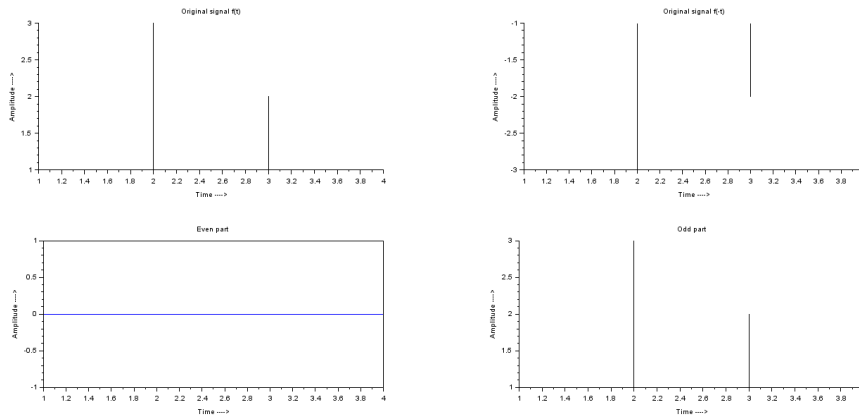 Original signal f(t)
3
2.5
2
1.5
1
Amplitude ---->
1 1.2 1.4 1.6 1.8 2 2.2 2.4 2.6 2.8 3 3.2 3.4 3.6 3.8 4
Time ---->
Original signal f(-t)
-1
-1.5
-2
-2.5
-3
Amplitude ---->
1 1.2 1.4 1.6 1.8 2 2.2 2.4 2.6 2.8 3 3.2 3.4 3.6 3.8
Time ---->
Even part
1
0.5
0
-0.5
-1
Amplitude ---->
1 1.2 1.4 1.6 1.8 2 2.2 2.4 2.6 2.8 3 3.2 3.4 3.6 3.8 4
Time ---->
Odd part
3
2.5
2
1.5
1
Amplitude ---->
1 1.2 1.4 1.6 1.8 2 2.2 2.4 2.6 2.8 3 3.2 3.4 3.6 3.8
Time ---->